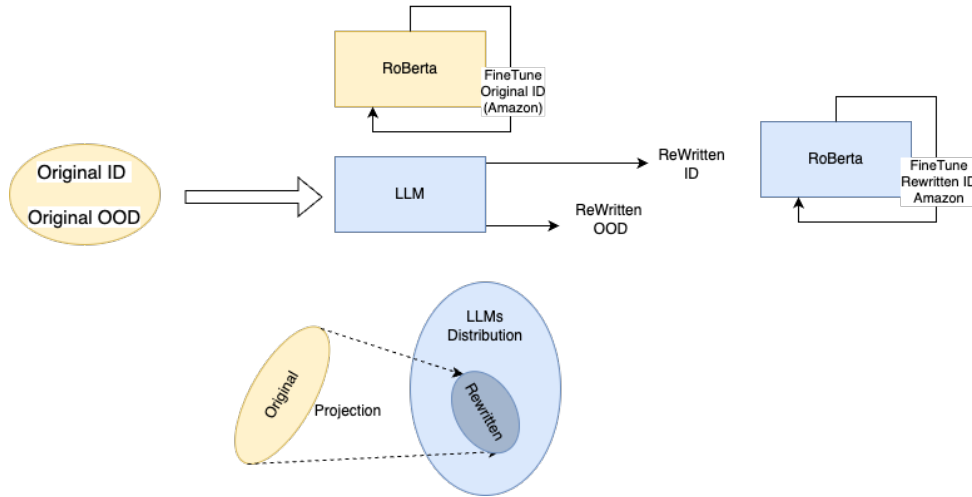 RoBerta
FineTune
Original ID
(Amazon)
Original ID
Original OOD
LLM
ReWritten
ID
ReWritten
OOD
RoBerta
FineTune
Rewritten ID
Amazon
LLMs
Distribution
Original
Projection
Rewritten